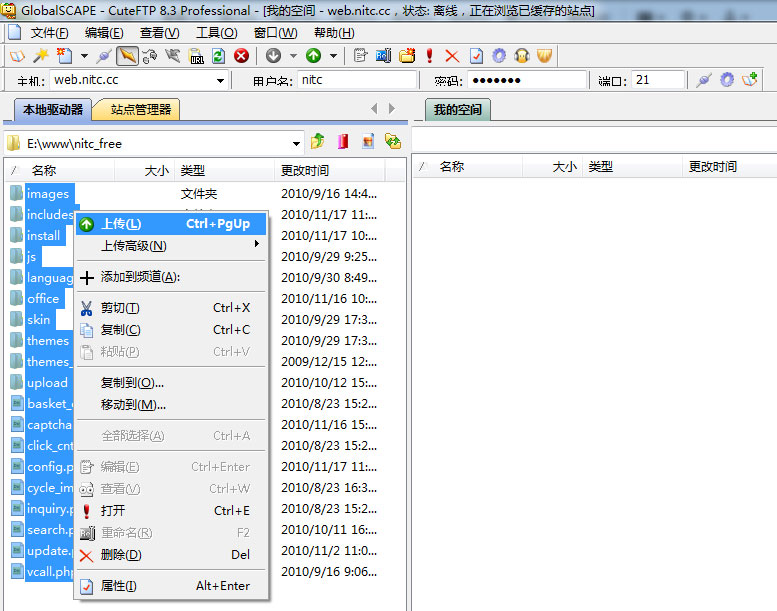 GlobalSCAPE - CuteFTP 8.3 Professional - [我的空间 - web.nitc.cc , 状态: 离线，正在浏览已缓存的站点]
文件(F) 编辑(E) 查看(V) 工具(O) 窗口(W) 帮助(H)
主机: web.nitc.cc 用户名: nitc 密码: ●●●●●●● 端口: 21
本地驱动器 站点管理器 我的空间
E:\www\nitc_free
名称 大小 类型 更改时间 名称 大小 类型 更改时间
images 文件夹 2010/9/16 14:4...
includes 2010/11/17 11:...
上传(L) Ctrl+PgUp
install 2010/11/17 10:...
上传高级(N)
js 2010/9/29 9:25...
languag 2010/9/30 8:49...
添加到频道(A):
office 2010/11/16 10:...
剪切(T) Ctrl+X
skin 2010/9/29 17:3...
复制(C) Ctrl+C
themes 2010/9/29 17:3...
粘贴(P) Ctrl+V
themes_ 2009/12/15 12:...
upload 2010/10/12 15:...
复制到(O)...
basket_ 2010/8/23 15:2...
移动到(M)...
captcha 2010/11/16 15:...
全部选择(A) Ctrl+A
click_cnt 2010/8/23 15:2...
config.p 2010/11/17 11:...
编辑(E) Ctrl+Enter
cycle_im 2010/8/23 16:3...
查看(V) Ctrl+W
inquiry.p 2010/8/23 15:2...
打开 Ctrl+E
search.p 2010/10/11 16:...
重命名(R) F2
update.p 2010/11/2 11:0...
删除(D) Del
vcall.php 2010/9/16 9:06...
属性(I) Alt+Enter